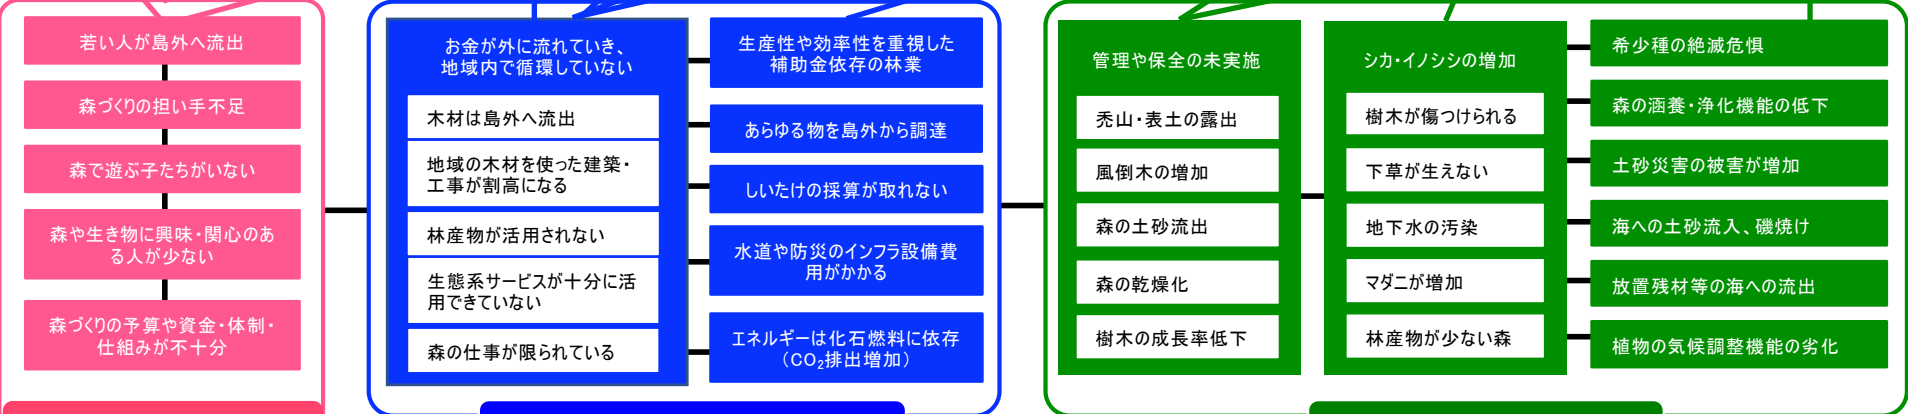 若い人が島外へ流出
森づくりの担い手不足
森で遊ぶ子たちがいない
森や生き物に興味・関心のあ
る人が少ない
森づくりの予算や資金・体制・
仕組みが不十分
お金が外に流れていき、
地域内で循環していない
木材は島外へ流出
地域の木材を使った建築・
工事が割高になる
林産物が活用されない
生態系サービスが十分に活
用できていない
森の仕事が限られている
生産性や効率性を重視した
補助金依存の林業
あらゆる物を島外から調達
しいたけの採算が取れない
水道や防災のインフラ設備費
用がかかる
エネルギーは化石燃料に依存
（CO₂排出増加）
管理や保全の未実施
禿山・表土の露出
風倒木の増加
森の土砂流出
森の乾燥化
樹木の成長率低下
シカ・イノシシの増加
樹木が傷つけられる
下草が生えない
地下水の汚染
マダニが増加
林産物が少ない森
希少種の絶滅危惧
森の涵養・浄化機能の低下
土砂災害の被害が増加
海への土砂流入、磯焼け
放置残材等の海への流出
植物の気候調整機能の劣化